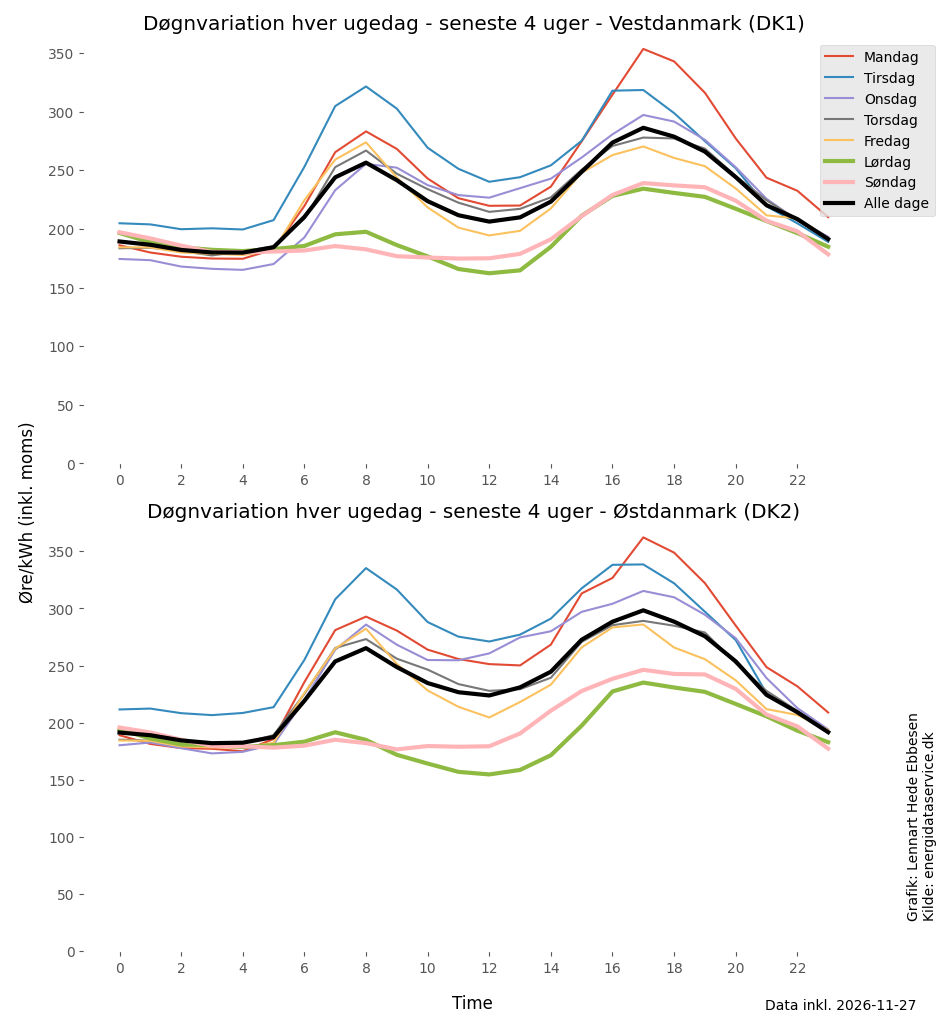 Døgnvariation hver ugedag - seneste 4 uger - Vestdanmark (DK1)
350
300
250
200
150
100
50
0
0 2 4 6 8 10 12 14 16 18 20 22
Mandag
Tirsdag
Onsdag
Torsdag
Fredag
Lørdag
Søndag
Alle dage
Øre/kWh (inkl. moms)
Døgnvariation hver ugedag - seneste 4 uger - Østdanmark (DK2)
350
300
250
200
150
100
50
0
0 2 4 6 8 10 12 14 16 18 20 22
Time
Grafik: Lennart Hede Ebbesen
Kilde: energidataservice.dk
Data inkl. 2026-11-27